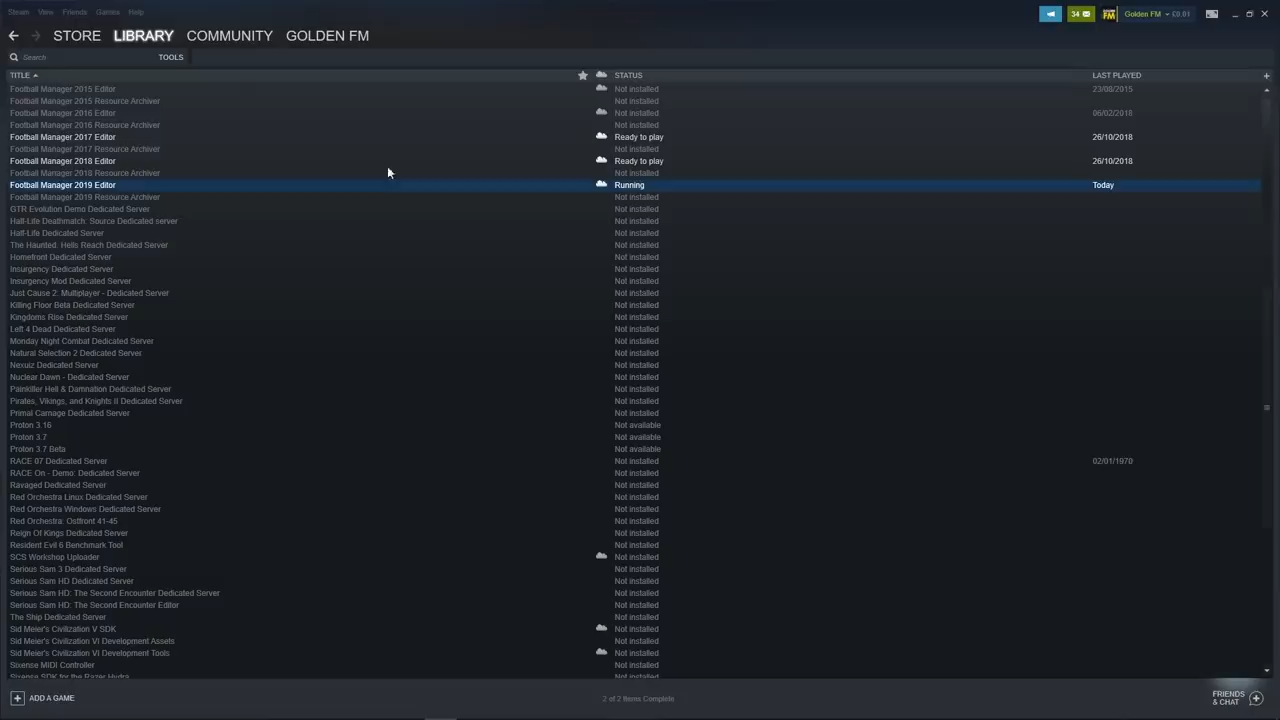 Steam View Friends Games Help
34 FM Golden FM £0.01
STORE LIBRARY COMMUNITY GOLDEN FM
Search TOOLS
TITLE STATUS LAST PLAYED
Football Manager 2015 Editor Not installed 23/08/2015
Football Manager 2015 Resource Archiver Not installed
Football Manager 2016 Editor Not installed 06/02/2018
Football Manager 2016 Resource Archiver Not installed
Football Manager 2017 Editor Ready to play 26/10/2018
Football Manager 2017 Resource Archiver Not installed
Football Manager 2018 Editor Ready to play 26/10/2018
Football Manager 2018 Resource Archiver Not installed
Football Manager 2019 Editor Running Today
Football Manager 2019 Resource Archiver Not installed
GTR Evolution Demo Dedicated Server Not installed
Half-Life Deathmatch: Source Dedicated server Not installed
Half-Life Dedicated Server Not installed
The Haunted: Hells Reach Dedicated Server Not installed
Homefront Dedicated Server Not installed
Insurgency Dedicated Server Not installed
Insurgency Mod Dedicated Server Not installed
Just Cause 2: Multiplayer - Dedicated Server Not installed
Killing Floor Beta Dedicated Server Not installed
Kingdoms Rise Dedicated Server Not installed
Left 4 Dead Dedicated Server Not installed
Monday Night Combat Dedicated Server Not installed
Natural Selection 2 Dedicated Server Not installed
Nexuiz Dedicated Server Not installed
Nuclear Dawn - Dedicated Server Not installed
Painkiller Hell & Damnation Dedicated Server Not installed
Pirates, Vikings, and Knights II Dedicated Server Not installed
Primal Carnage Dedicated Server Not installed
Proton 3.16 Not available
Proton 3.7 Not available
Proton 3.7 Beta Not available
RACE 07 Dedicated Server Not installed 02/01/1970
RACE On - Demo: Dedicated Server Not installed
Ravaged Dedicated Server Not installed
Red Orchestra Linux Dedicated Server Not installed
Red Orchestra Windows Dedicated Server Not installed
Red Orchestra: Ostfront 41-45 Not installed
Reign Of Kings Dedicated Server Not installed
Resident Evil 6 Benchmark Tool Not installed
SCS Workshop Uploader Not installed
Serious Sam 3 Dedicated Server Not installed
Serious Sam HD Dedicated Server Not installed
Serious Sam HD: The Second Encounter Dedicated Server Not installed
Serious Sam HD: The Second Encounter Editor Not installed
The Ship Dedicated Server Not installed
Sid Meier's Civilization V SDK Not installed
Sid Meier's Civilization VI Development Assets Not installed
Sid Meier's Civilization VI Development Tools Not installed
Sixense MIDI Controller Not installed
Sixense SDK for the Razer Hydra Not installed
ADD A GAME 2 of 2 Items Complete FRIENDS
& CHAT